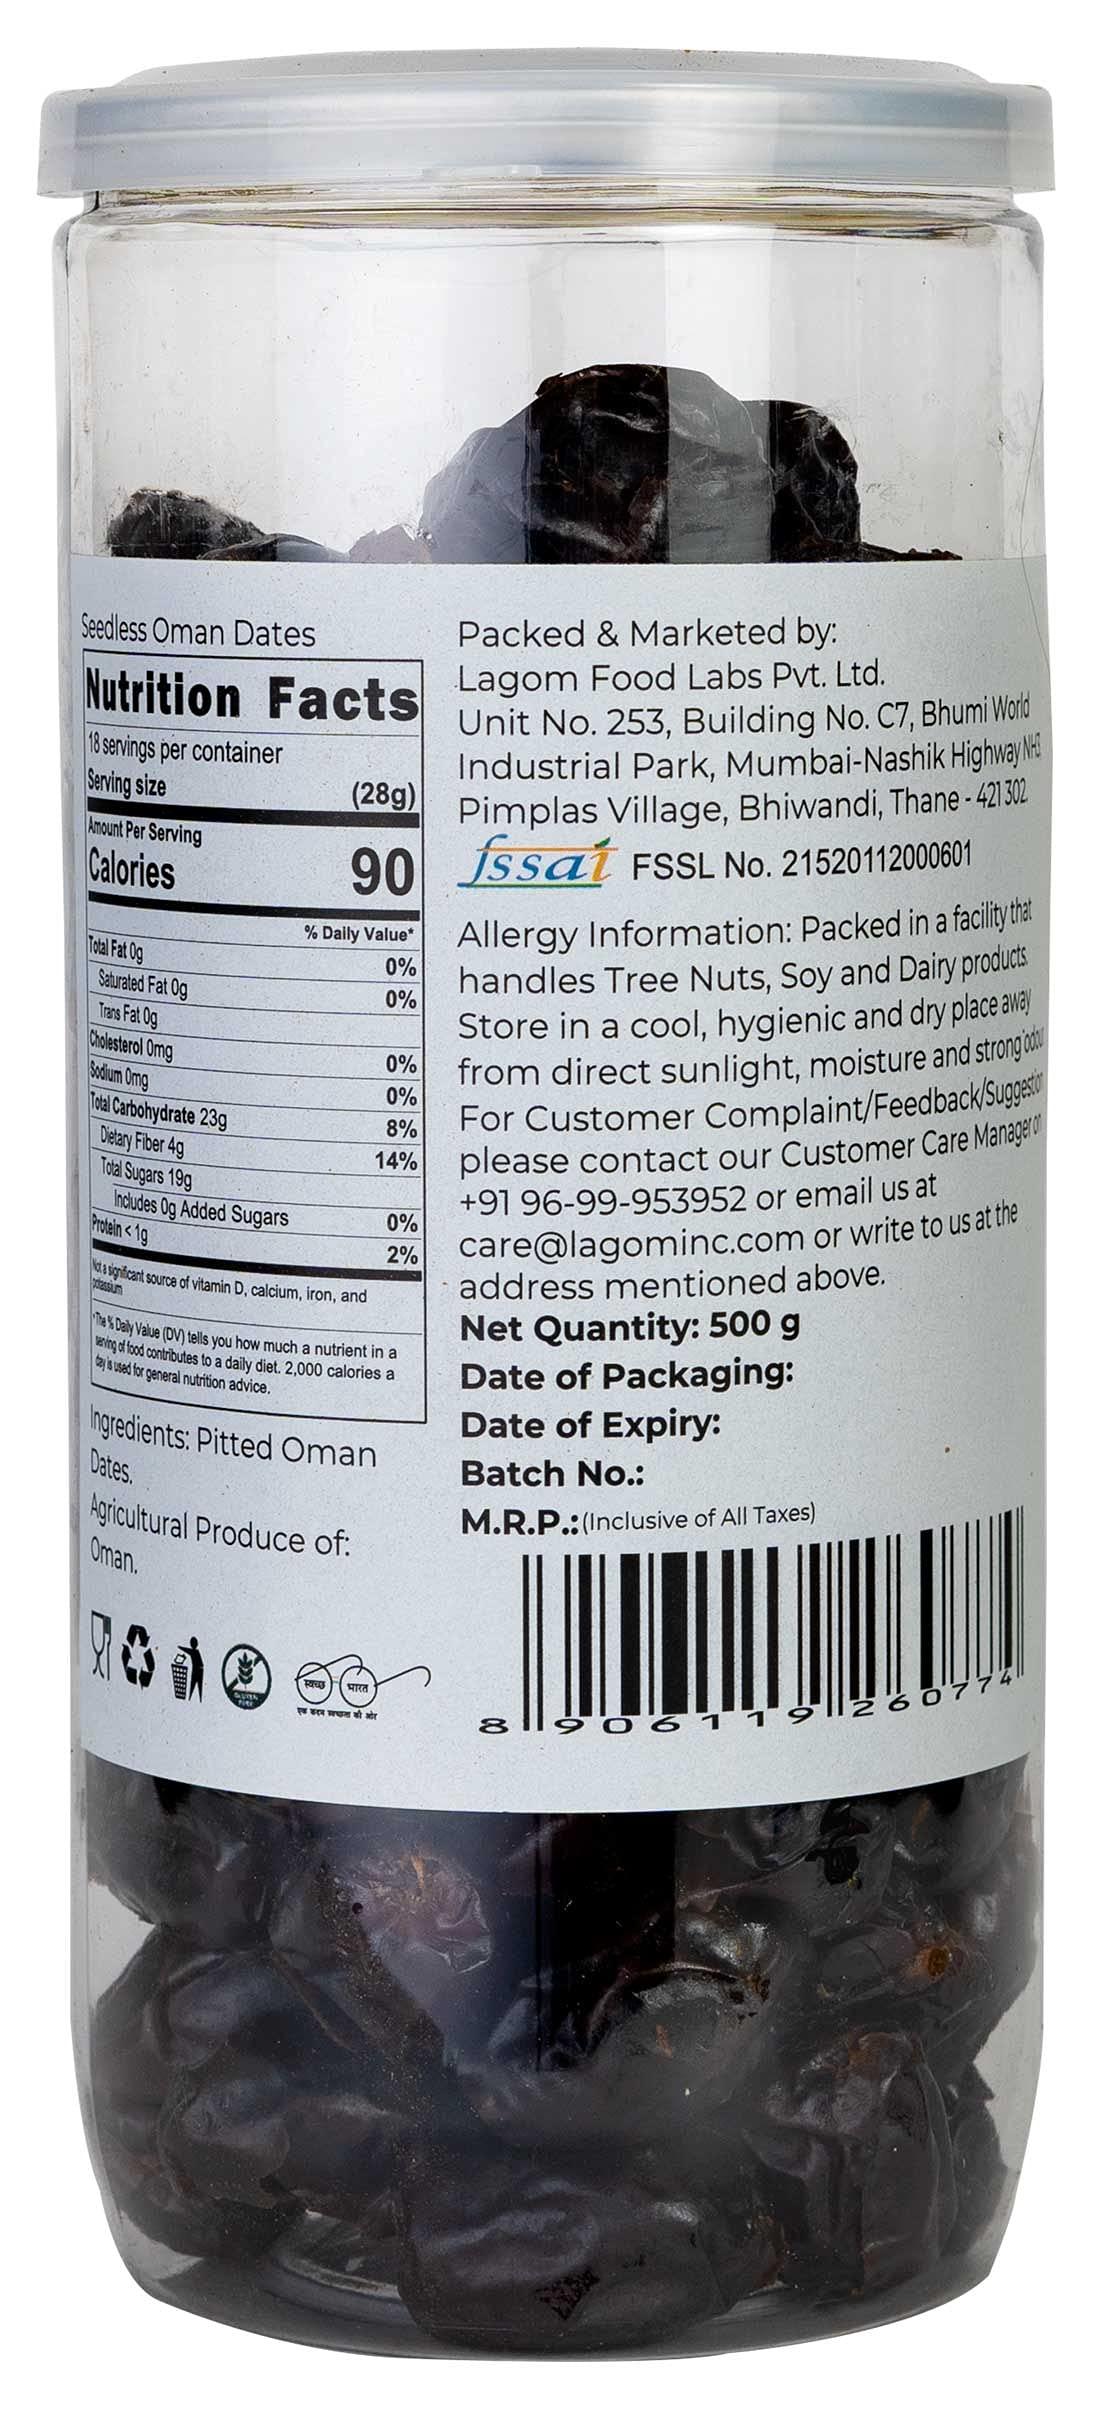 Seedless Oman Dates
Nutrition Facts
18 servings per container
Serving size (28g)
Amount Per Serving
Calories 90
% Daily Value*
Total Fat 0g 0%
Saturated Fat 0g 0%
Trans Fat 0g
Cholesterol 0mg 0%
Sodium 0mg 0%
Total Carbohydrate 23g 8%
Dietary Fiber 4g 14%
Total Sugars 19g
Includes 0g Added Sugars 0%
Protein < 1g 2%
Not a significant source of vitamin D, calcium, iron, and
potassium
*The % Daily Value (DV) tells you how much a nutrient in a
serving of food contributes to a daily diet. 2,000 calories a
day is used for general nutrition advice.
Ingredients: Pitted Oman
Dates.
Agricultural Produce of:
Oman.
GLUTEN
FREE
स्वच्छ भारत
एक कदम स्वच्छता की ओर
Packed & Marketed by:
Lagom Food Labs Pvt. Ltd.
Unit No. 253, Building No. C7, Bhumi World
Industrial Park, Mumbai-Nashik Highway NH3,
Pimplas Village, Bhiwandi, Thane - 421 302.
fssai FSSL No. 21520112000601
Allergy Information: Packed in a facility that
handles Tree Nuts, Soy and Dairy products.
Store in a cool, hygienic and dry place away
from direct sunlight, moisture and strong odou
For Customer Complaint/Feedback/Suggestion
please contact our Customer Care Manager on
+91 96-99-953952 or email us at
care@lagominc.com or write to us at the
address mentioned above.
Net Quantity: 500 g
Date of Packaging:
Date of Expiry:
Batch No.:
M.R.P.:(Inclusive of All Taxes)
8 906119 260774